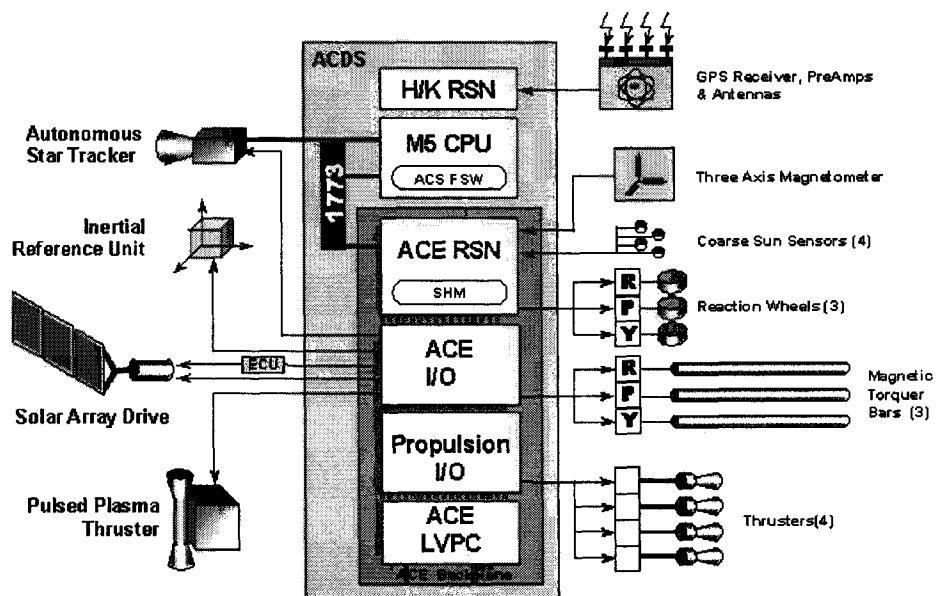 ACDS
H/K RSN
GPS Receiver, PreAmps
& Antennas
Autonomous
Star Tracker
M5 CPU
ACS FSW
1773
Three Axis Magnetometer
Inertial
Reference Unit
ACE RSN
SHM
Coarse Sun Sensors (4)
R
P
Y
Reaction Wheels (3)
ACE
I/O
ECU
Solar Array Drive
R
P
Y
Magnetic
Torquer
Bars (3)
Propulsion
I/O
Pulsed Plasma
Thruster
Thrusters(4)
ACE
LVPC
ACE Backplane